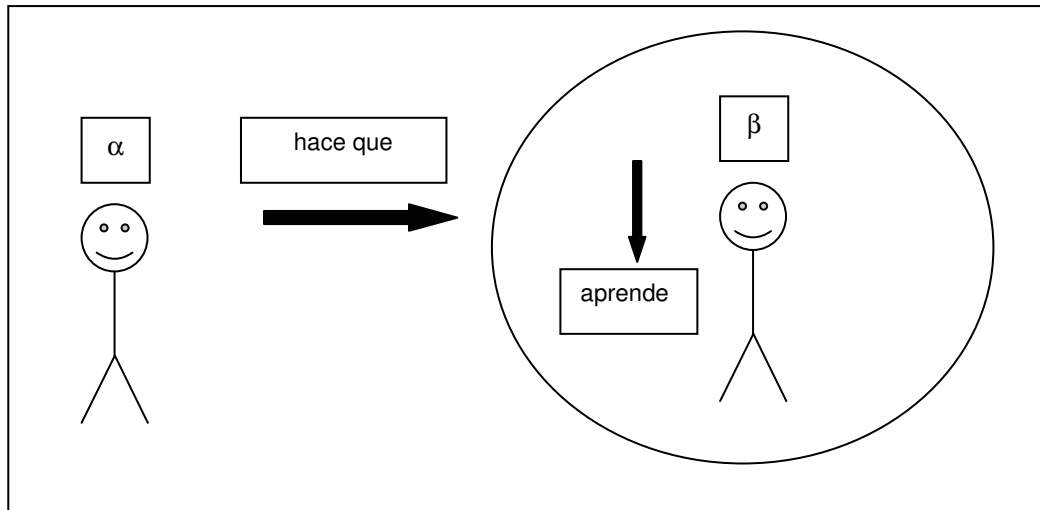 α
hace que
β
aprende